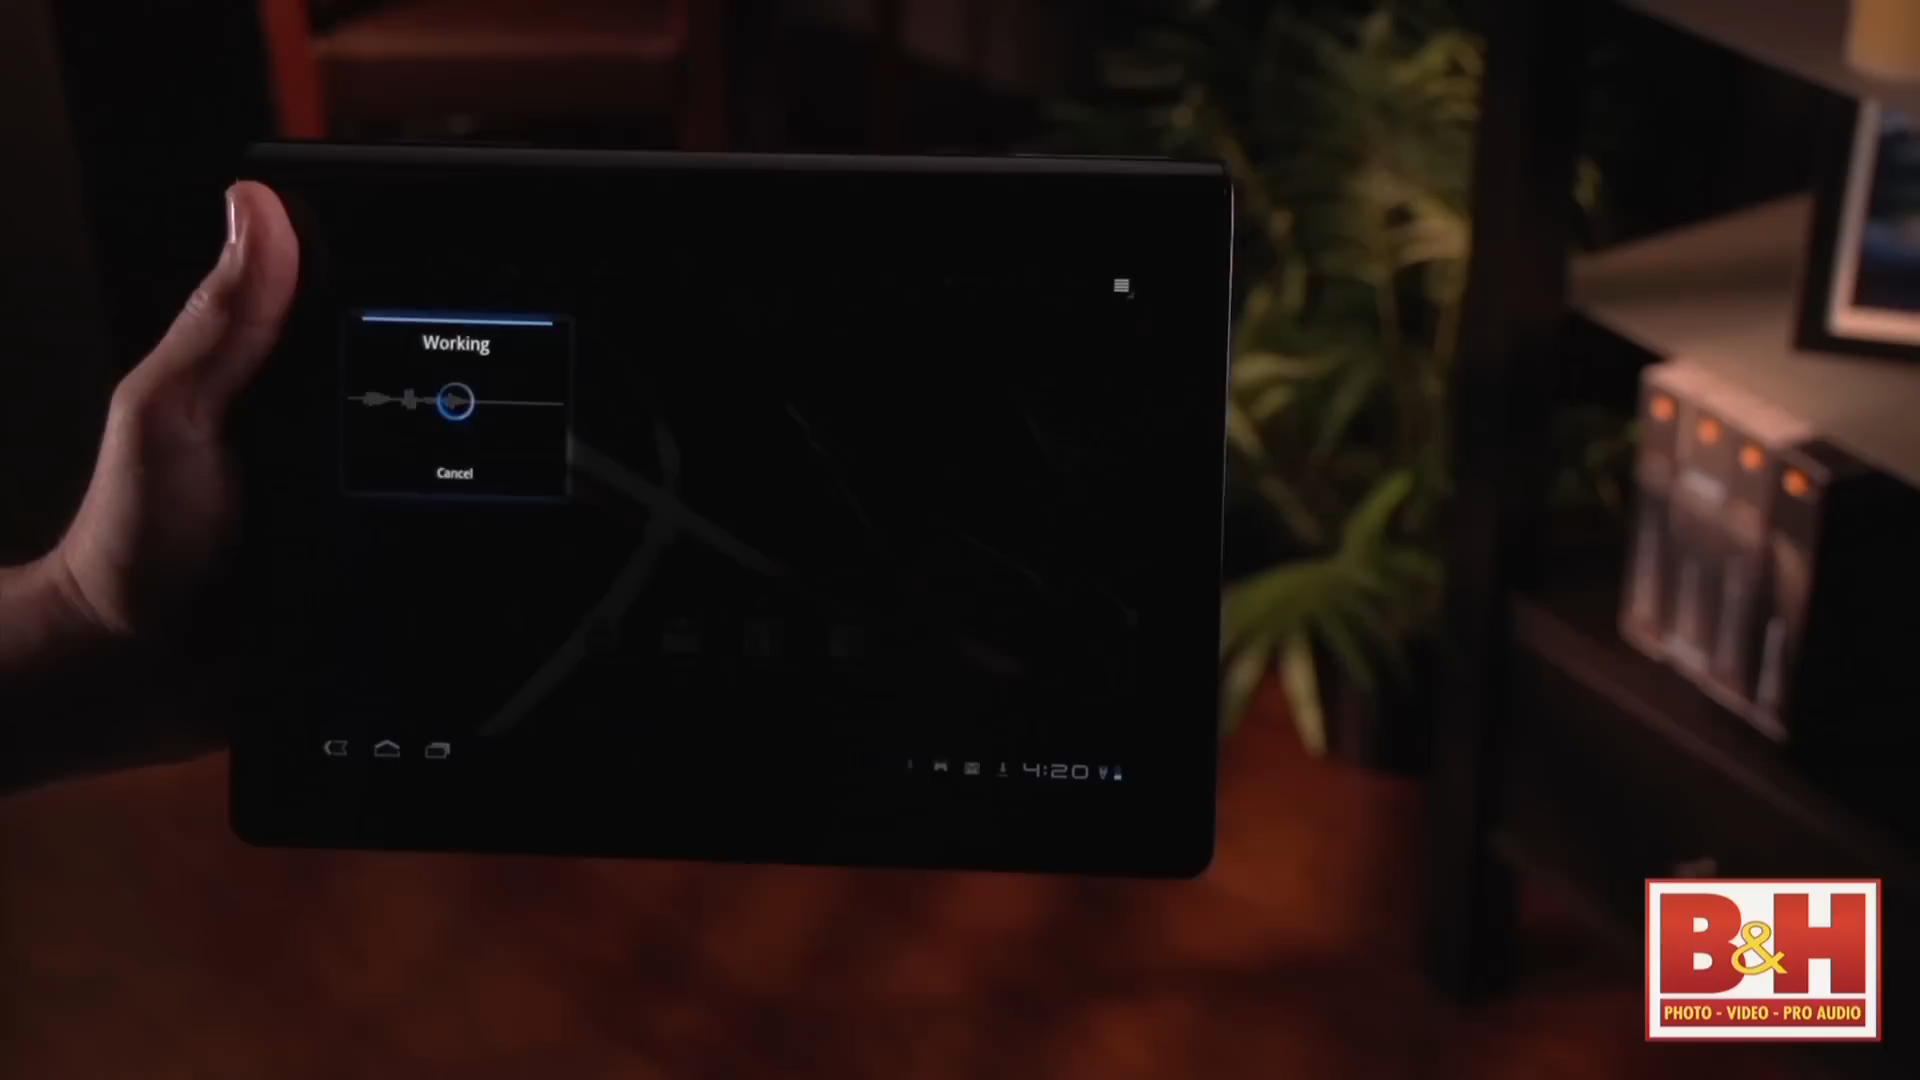 Working
Cancel
4:20
B&H
PHOTO - VIDEO - PRO AUDIO